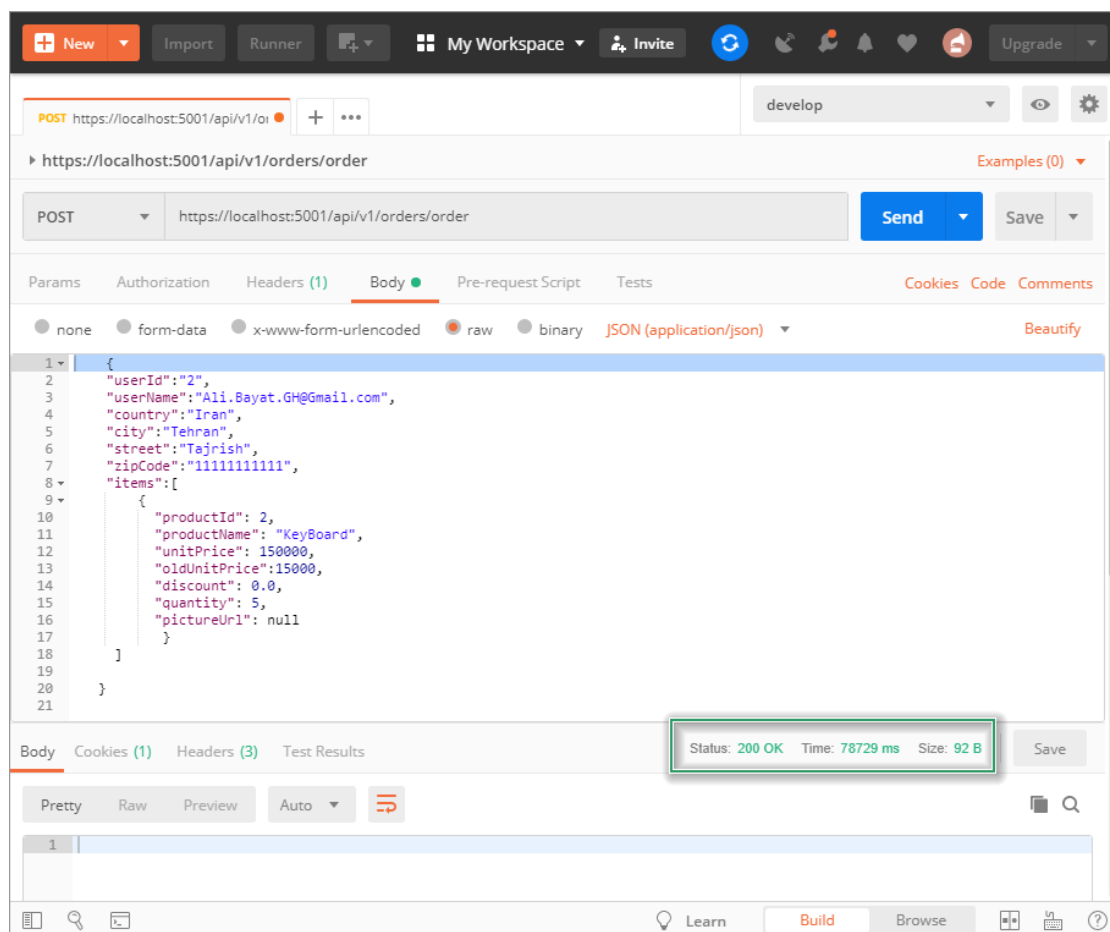 New Import Runner My Workspace Invite Upgrade
develop
POST https://localhost:5001/api/v1/or
https://localhost:5001/api/v1/orders/order Examples (0)
POST https://localhost:5001/api/v1/orders/order Send Save
Params Authorization Headers (1) Body Pre-request Script Tests Cookies Code Comments
none form-data x-www-form-urlencoded raw binary JSON (application/json) Beautify
1 {
2 "userId":"2",
3 "userName":"Ali.Bayat.GH@Gmail.com",
4 "country":"Iran",
5 "city":"Tehran",
6 "street":"Tajrish",
7 "zipCode":"11111111111",
8 "items":[
9 {
10 "productId": 2,
11 "productName": "KeyBoard",
12 "unitPrice": 150000,
13 "oldUnitPrice":15000,
14 "discount": 0.0,
15 "quantity": 5,
16 "pictureUrl": null
17 }
18 ]
19
20 }
21
Body Cookies (1) Headers (3) Test Results Status: 200 OK Time: 78729 ms Size: 92 B Save
Pretty Raw Preview Auto
1
Learn Build Browse